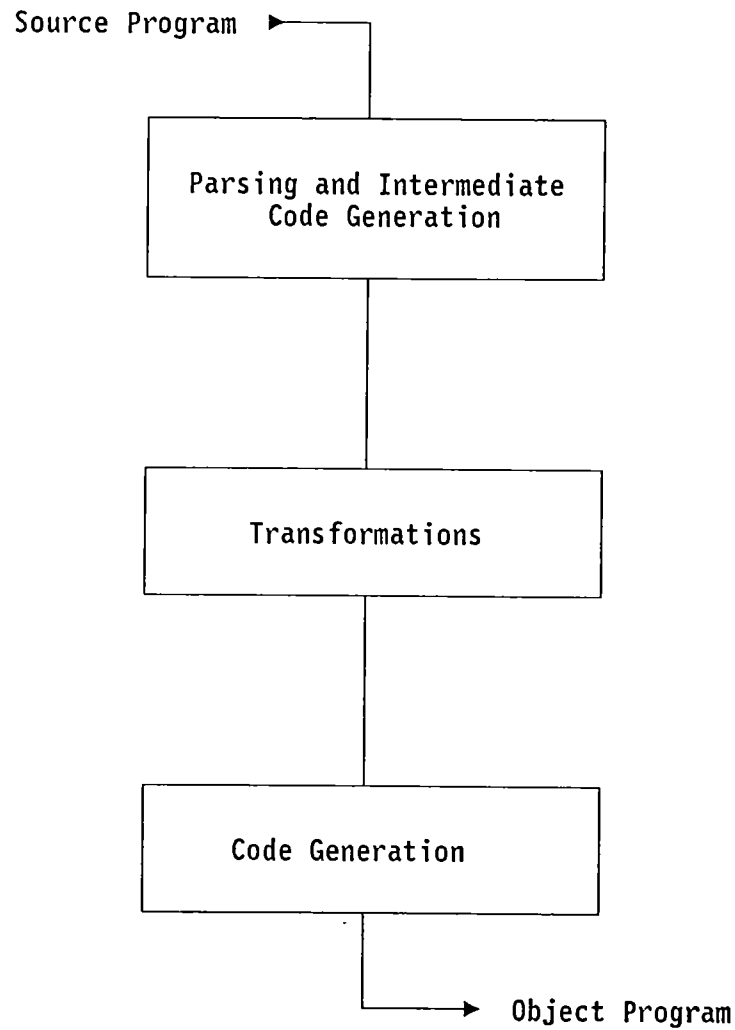 Source Program
Parsing and Intermediate
Code Generation
Transformations
Code Generation
Object Program